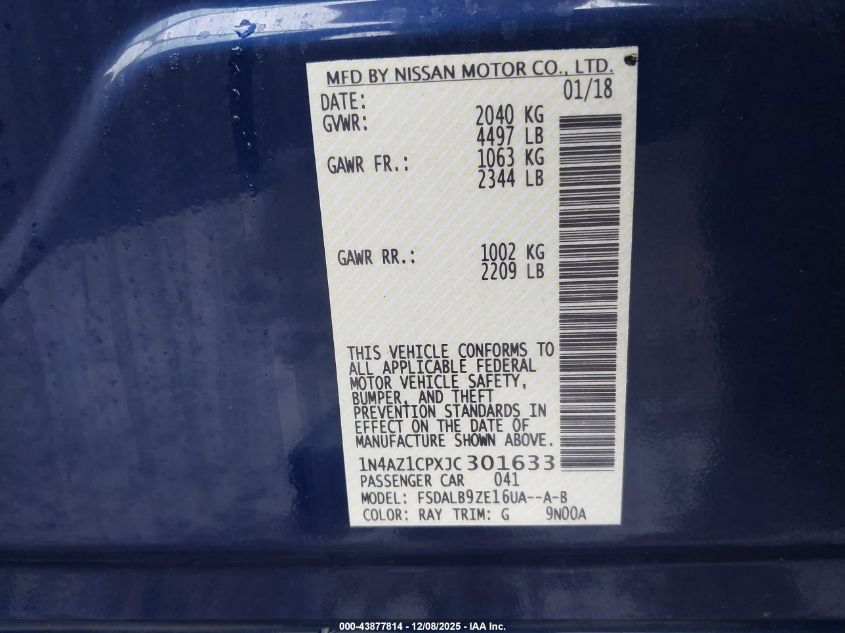 MFD BY NISSAN MOTOR CO., LTD.
DATE: 01/18
GVWR: 2040 KG
4497 LB
GAWR FR.: 1063 KG
2344 LB
GAWR RR.: 1002 KG
2209 LB
THIS VEHICLE CONFORMS TO
ALL APPLICABLE FEDERAL
MOTOR VEHICLE SAFETY,
BUMPER, AND THEFT
PREVENTION STANDARDS IN
EFFECT ON THE DATE OF
MANUFACTURE SHOWN ABOVE.
1N4AZ1CPXJC301633
PASSENGER CAR 041
MODEL: FSDALB9ZE16UA--A-B
COLOR: RAY TRIM: G 9N00A
000-43877814 - 12/08/2025 - IAA Inc.